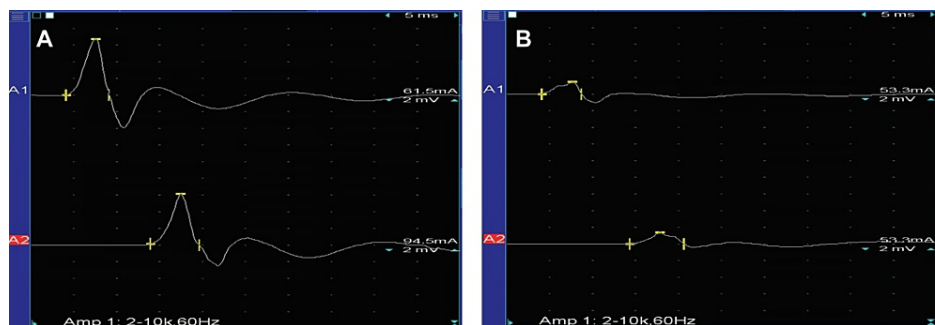 A
5 ms
A1
61.5mA
2 mV
A2
94.5mA
2 mV
Amp 1: 2-10k,60Hz
B
5 ms
A1
53.3mA
2 mV
A2
53.3mA
2 mV
Amp 1: 2-10k,60Hz